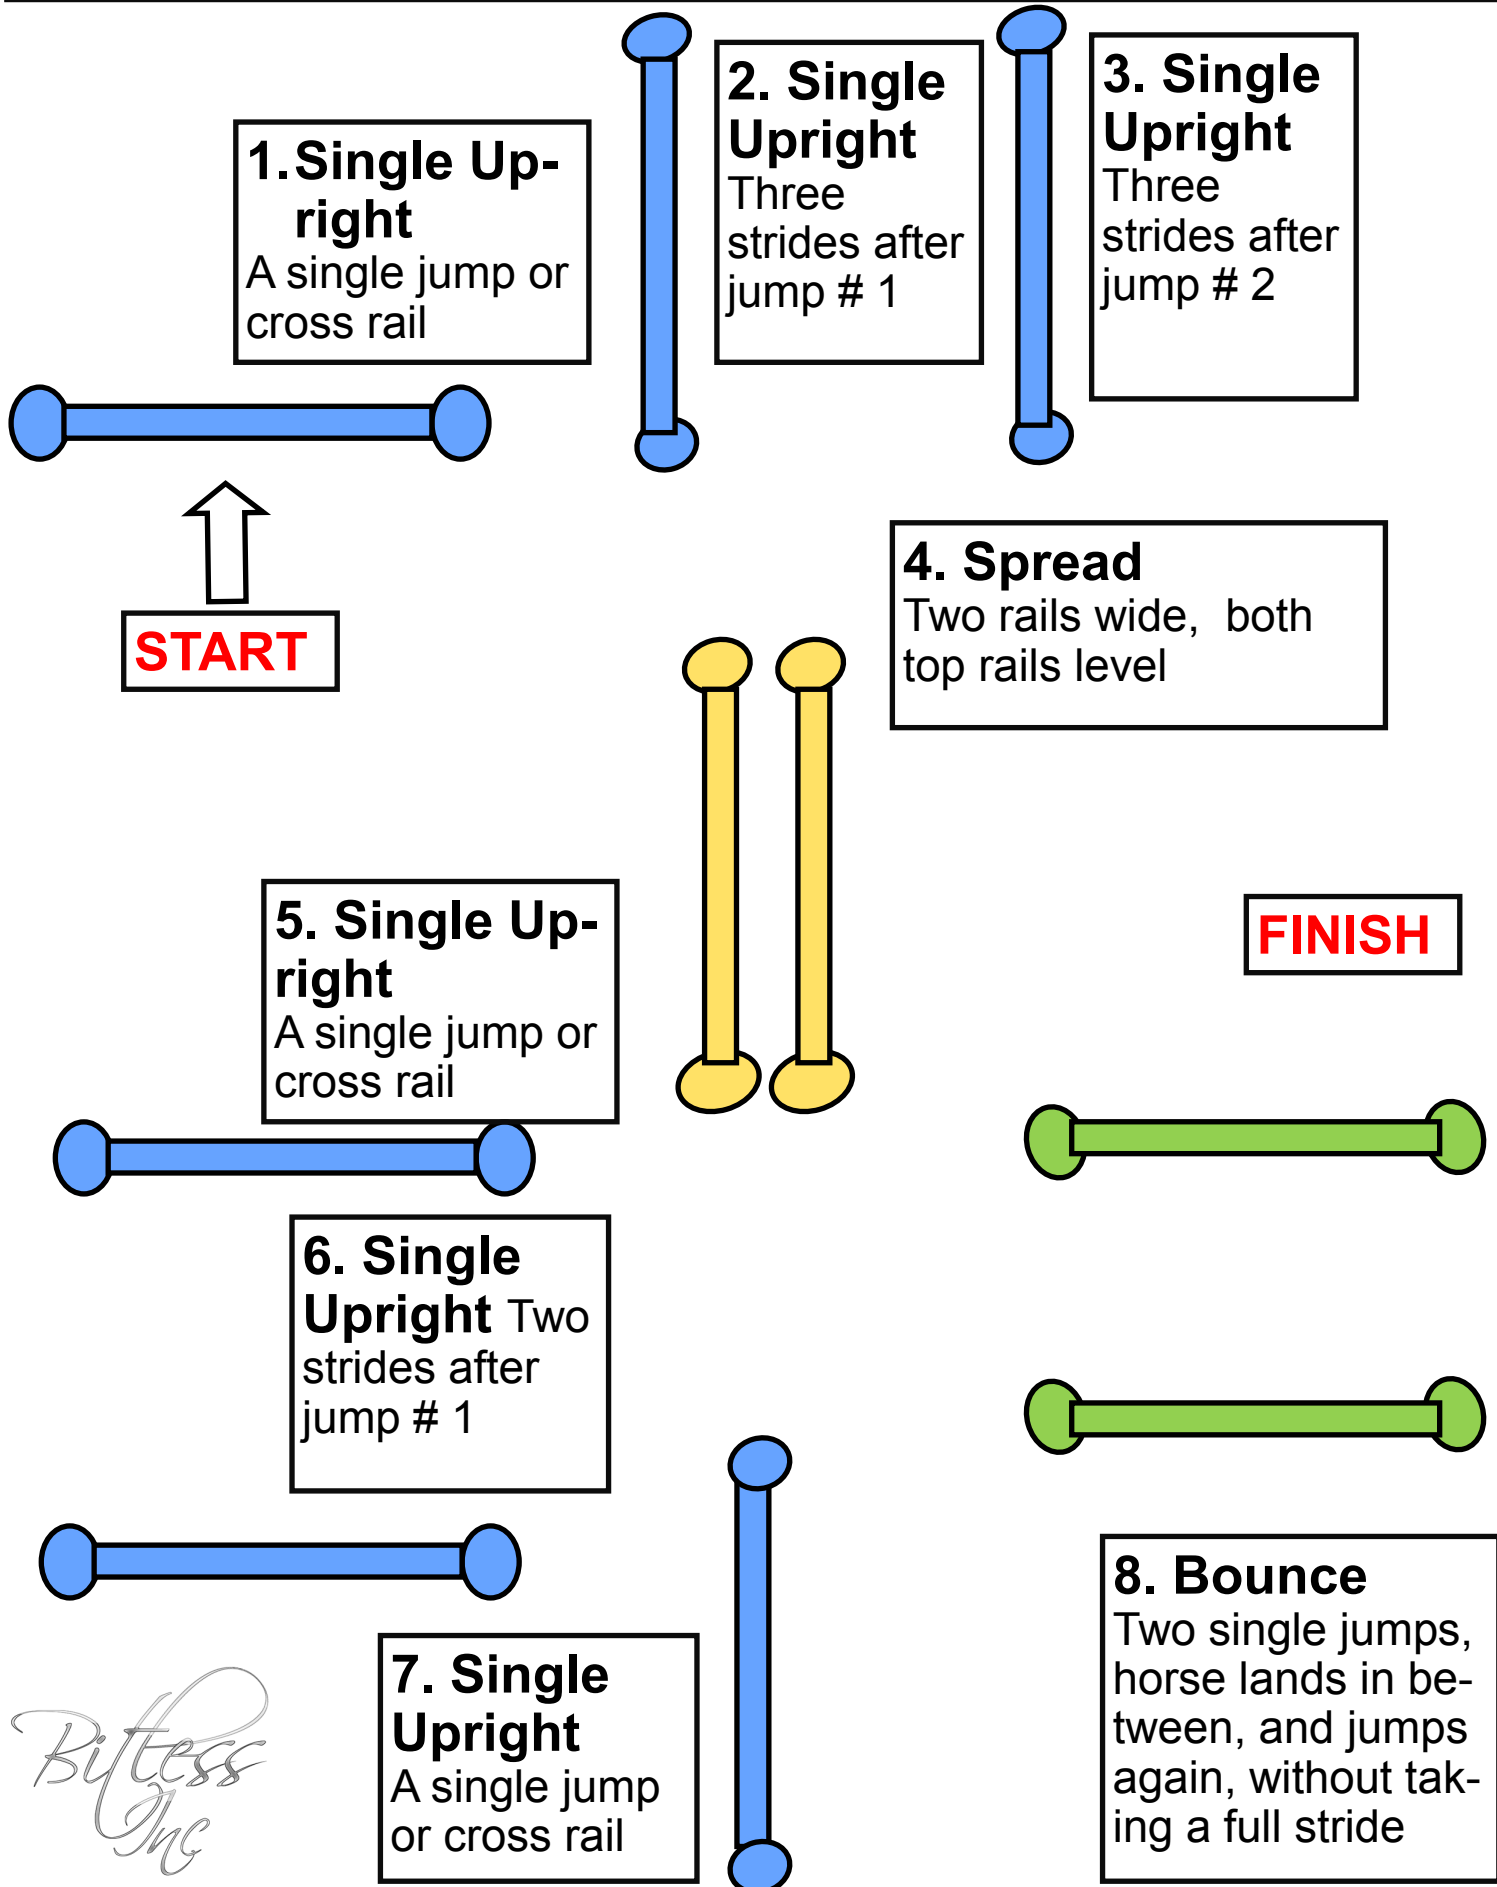 1. Single Up-
right
A single jump or
cross rail
2. Single
Upright
Three
strides after
jump # 1
3. Single
Upright
Three
strides after
jump # 2
START
4. Spread
Two rails wide,  both
top rails level
5. Single Up-
right
A single jump or
cross rail
FINISH
6. Single
Upright Two
strides after
jump # 1
7. Single
Upright
A single jump
or cross rail
8. Bounce
Two single jumps,
horse lands in be-
tween, and jumps
again, without tak-
ing a full stride
Bitless
Inc